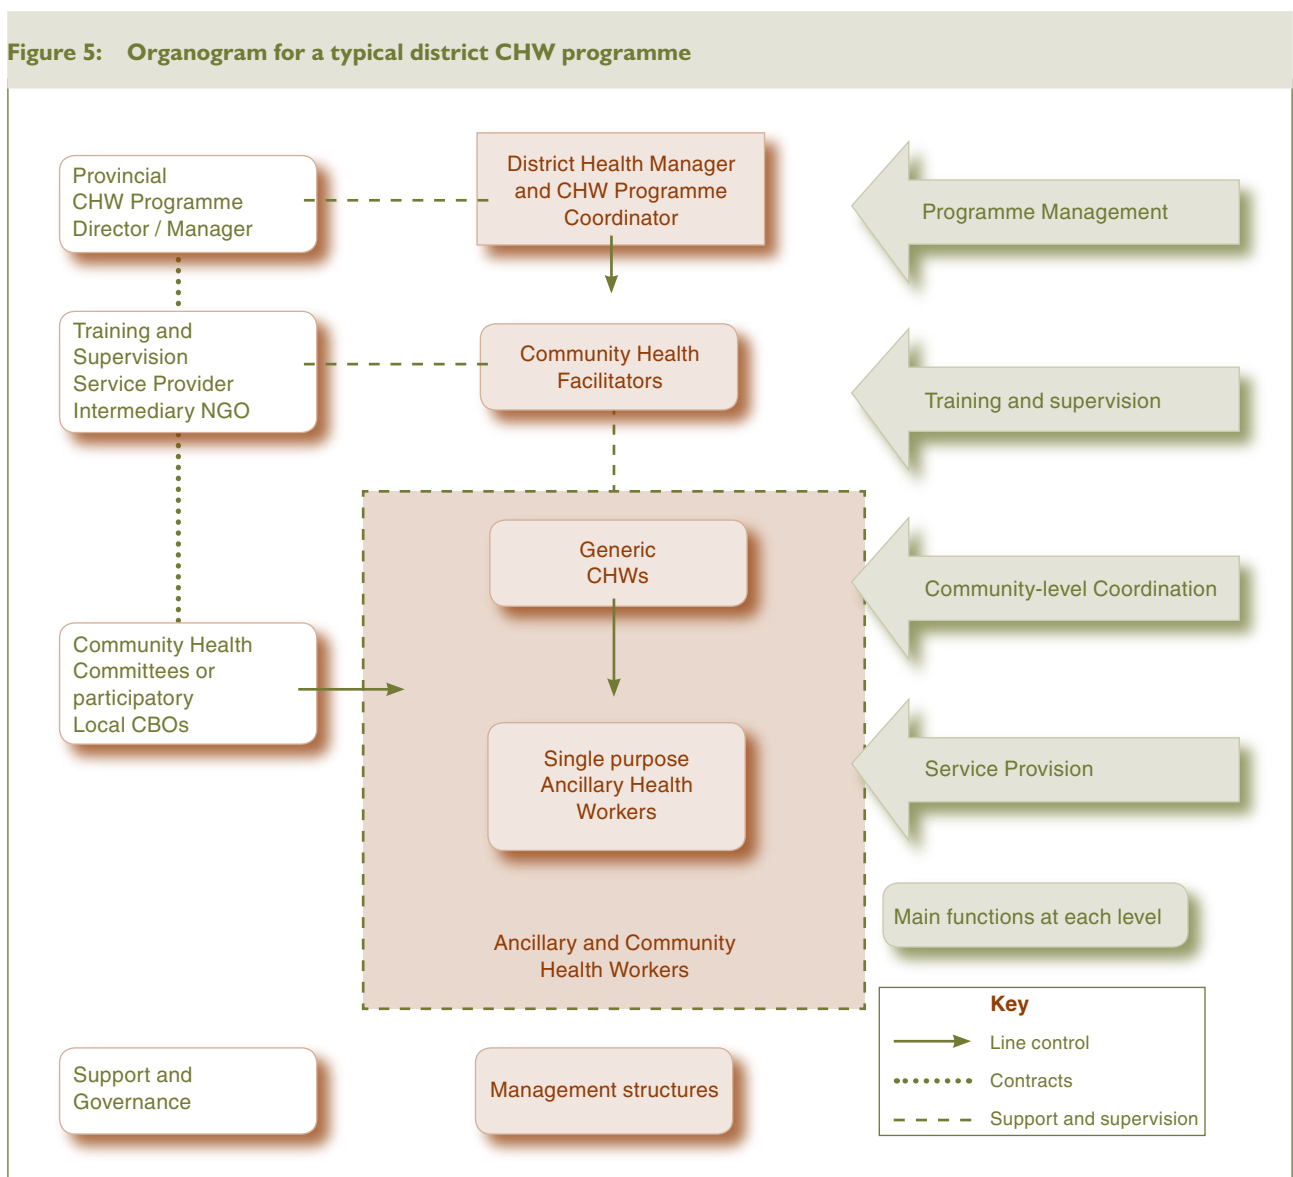 Figure 5: Organogram for a typical district CHW programme
Provincial
CHW Programme
Director / Manager
District Health Manager
and CHW Programme
Coordinator
Programme Management
Training and
Supervision
Service Provider
Intermediary NGO
Community Health
Facilitators
Training and supervision
Generic
CHWs
Community-level Coordination
Community Health
Committees or
participatory
Local CBOs
Single purpose
Ancillary Health
Workers
Service Provision
Ancillary and Community
Health Workers
Main functions at each level
Key
Line control
Contracts
Support and supervision
Support and
Governance
Management structures